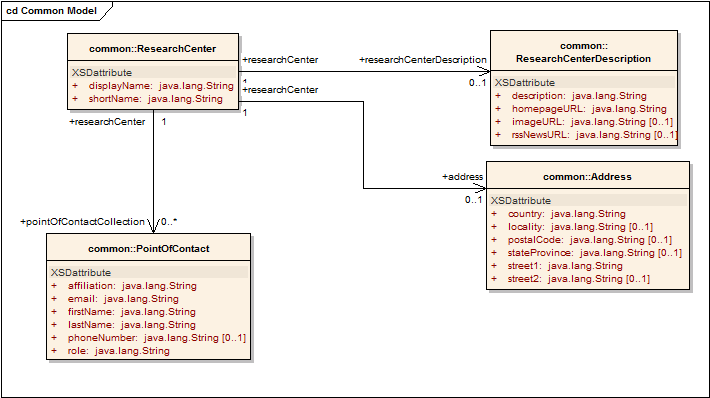 cd Common Model
common::ResearchCenter
XSDattribute
+ displayName: java.lang.String
+ shortName: java.lang.String
+researchCenter
+researchCenterDescription
1
0..1
+researchCenter
1
+researchCenter
1
common::
ResearchCenterDescription
XSDattribute
+ description: java.lang.String
+ homepageURL: java.lang.String
+ imageURL: java.lang.String [0..1]
+ rssNewsURL: java.lang.String [0..1]
+address
0..1
common::Address
XSDattribute
+ country: java.lang.String
+ locality: java.lang.String [0..1]
+ postalCode: java.lang.String [0..1]
+ stateProvince: java.lang.String [0..1]
+ street1: java.lang.String
+ street2: java.lang.String [0..1]
+pointOfContactCollection
0..*
common::PointOfContact
XSDattribute
+ affiliation: java.lang.String
+ email: java.lang.String
+ firstName: java.lang.String
+ lastName: java.lang.String
+ phoneNumber: java.lang.String [0..1]
+ role: java.lang.String